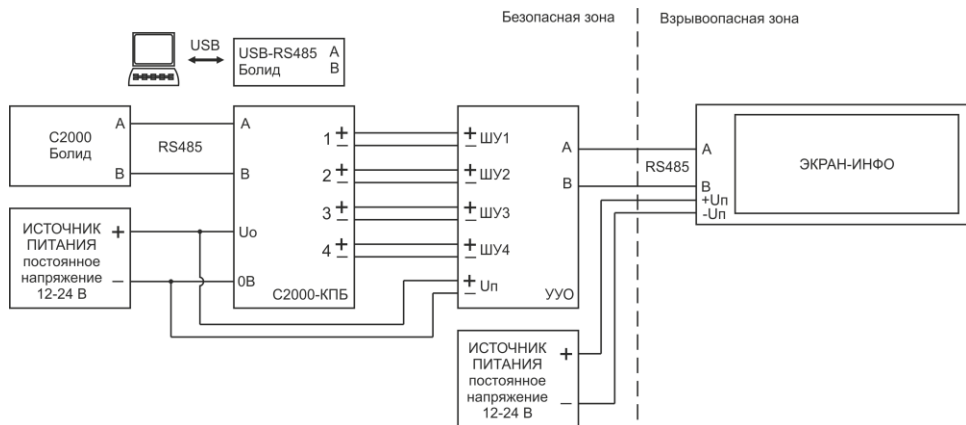 Безопасная зона
Взрывоопасная зона
USB
USB-RS485 A
Болид B
С2000
Болид
A
B
RS485
A
B
Uo
0B
1 + −
2 + −
3 + −
4 + −
С2000-КПБ
+ − ШУ1
+ − ШУ2
+ − ШУ3
+ − ШУ4
+ − Uп
A
B
УУО
RS485
A
B
+Uп
-Uп
ЭКРАН-ИНФО
ИСТОЧНИК
ПИТАНИЯ
постоянное
напряжение
12-24 В
+
−
ИСТОЧНИК
ПИТАНИЯ
постоянное
напряжение
12-24 В
+
−